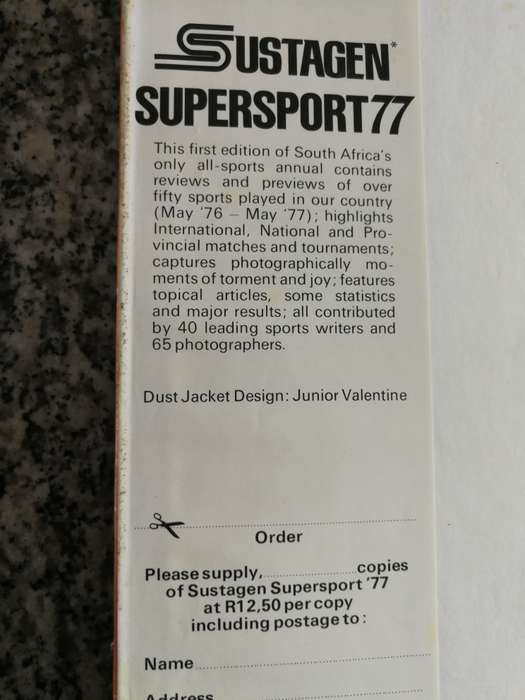 SUSTAGEN*
SUPERSPORT 77
This first edition of South Africa's
only all-sports annual contains
reviews and previews of over
fifty sports played in our country
(May '76 – May '77); highlights
International, National and Pro-
vincial matches and tournaments;
captures photographically mo-
ments of torment and joy; features
topical articles, some statistics
and major results; all contributed
by 40 leading sports writers and
65 photographers.
Dust Jacket Design: Junior Valentine
Order
Please supply,..........................copies
of Sustagen Supersport '77
at R12,50 per copy
including postage to:
Name..........................
Address..........................